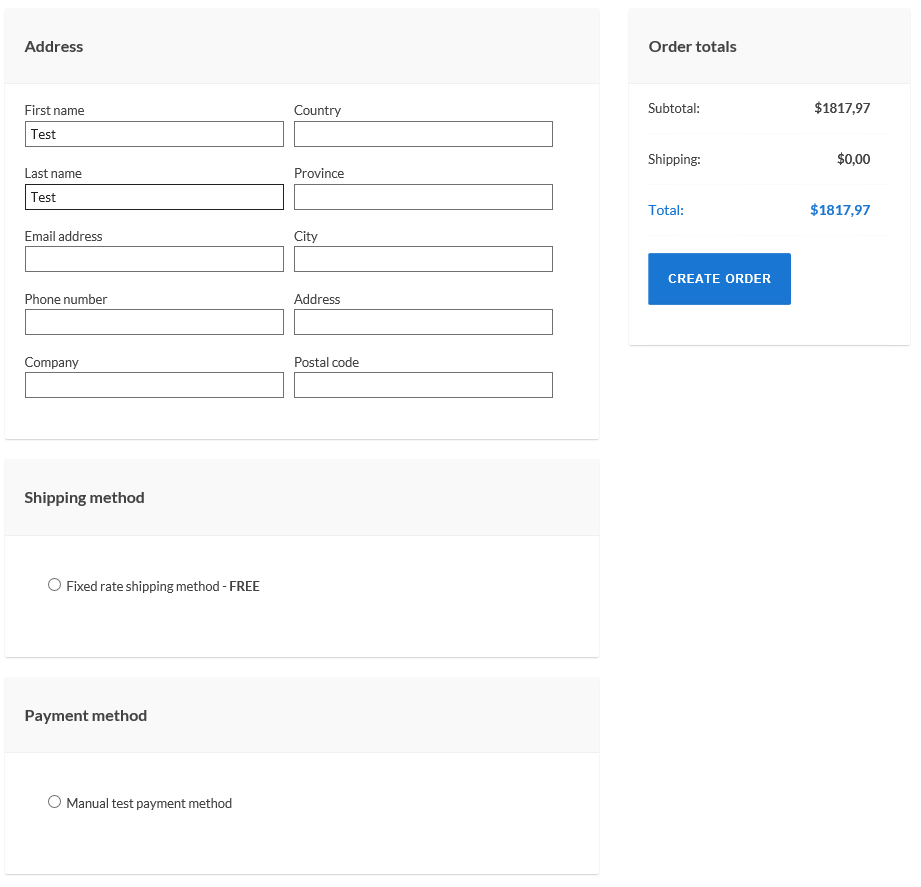 Address
First name
Test
Country
Last name
Test
Province
Email address
City
Phone number
Address
Company
Postal code
Shipping method
Fixed rate shipping method - FREE
Payment method
Manual test payment method
Order totals
Subtotal: $1817,97
Shipping: $0,00
Total: $1817,97
CREATE ORDER